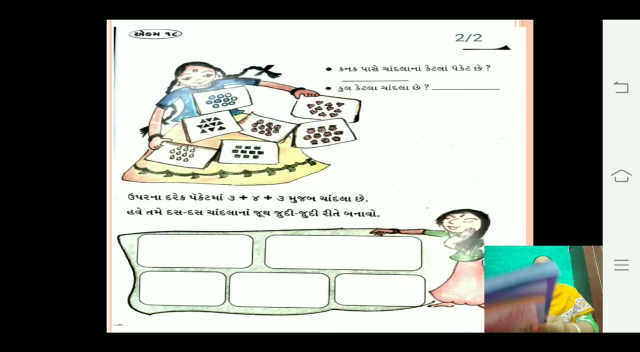 એકમ ૧૮
2/2
• કનક પાસે ચાંદલાનાં કેટલાં પૅકેટ છે ?
• કુલ કેટલા ચાંદલા છે ?
ઉપરના દરેક પૅકેટમાં ૩ + ૪ + ૩ મુજબ ચાંદલા છે.
હવે તમે દસ-દસ ચાંદલાનાં જૂથ જુદી-જુદી રીતે બનાવો.